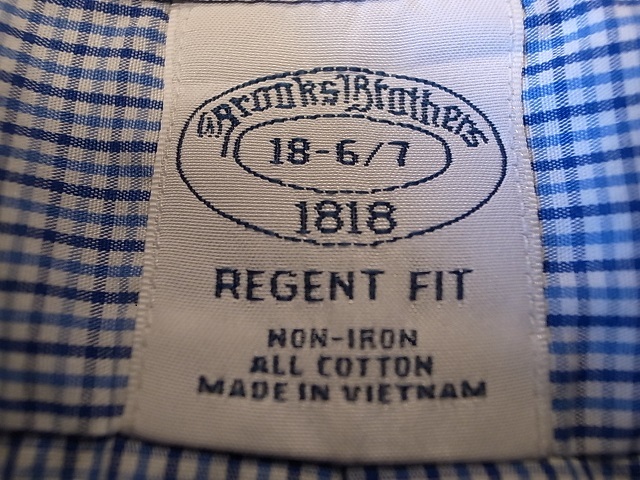 Brooks Brothers
18-6/7
1818
REGENT FIT
NON-IRON
ALL COTTON
MADE IN VIETNAM